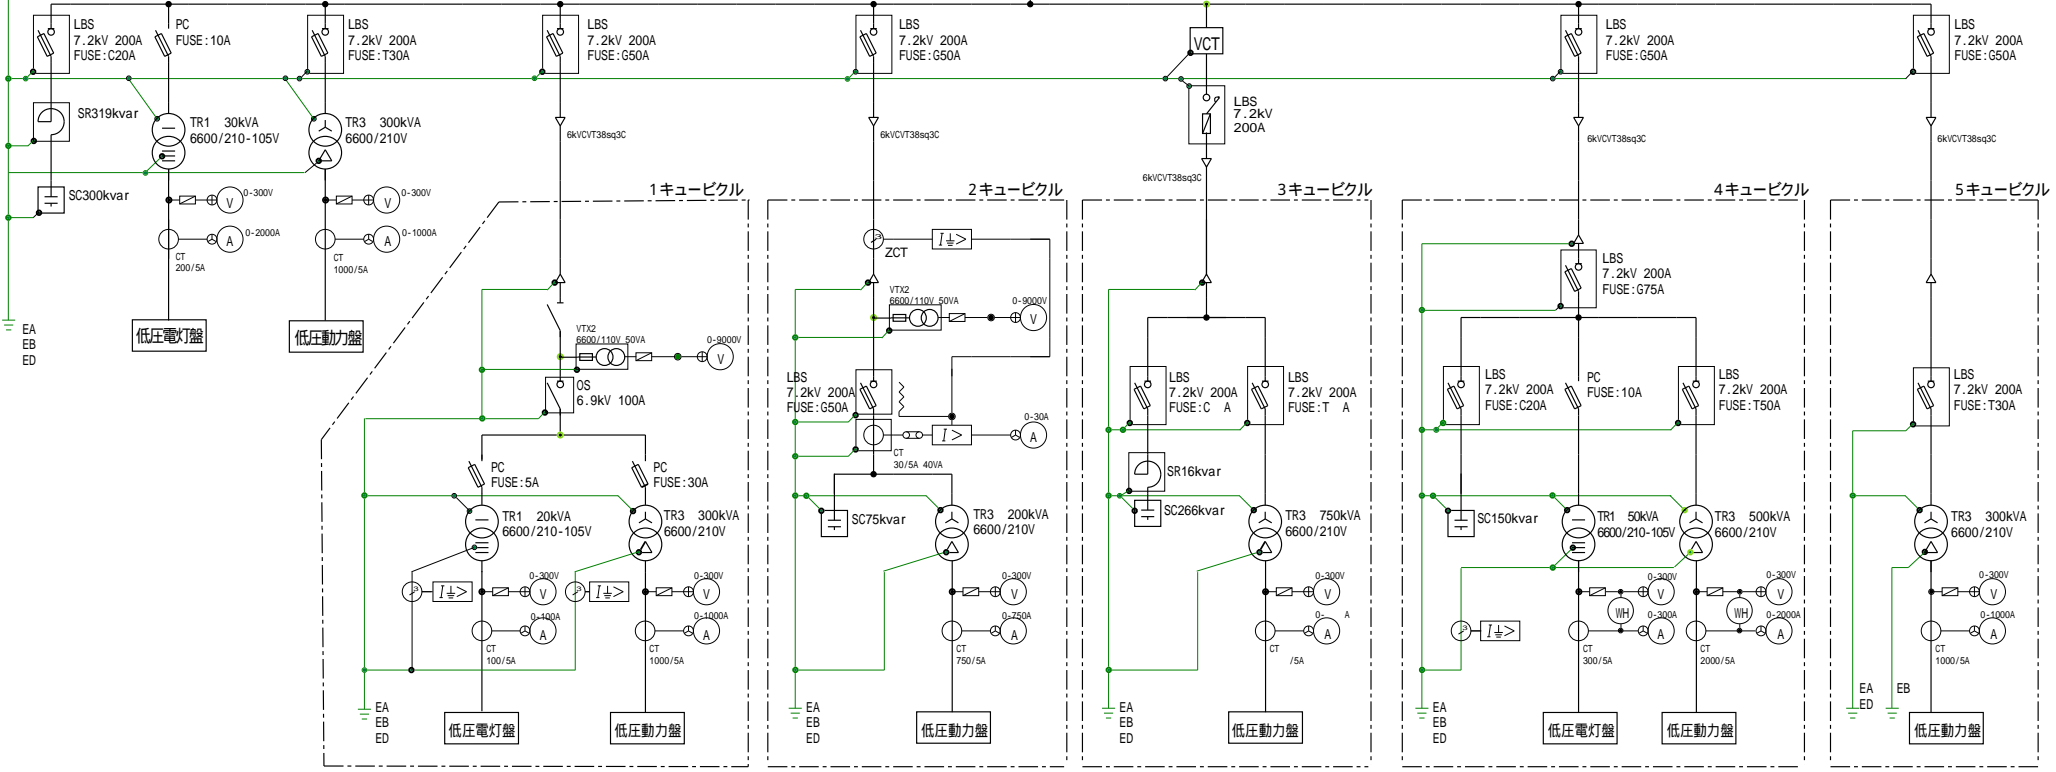 LBS
7.2kV 200A
FUSE:C20A
PC
FUSE:10A
LBS
7.2kV 200A
FUSE:T30A
LBS
7.2kV 200A
FUSE:G50A
LBS
7.2kV 200A
FUSE:G50A
VCT
LBS
7.2kV 200A
FUSE:G50A
LBS
7.2kV 200A
FUSE:G50A
SR319kvar
TR1 30kVA
6600/210-105V
TR3 300kVA
6600/210V
6kVCVT38sq3C
6kVCVT38sq3C
LBS
7.2kV
200A
6kVCVT38sq3C
6kVCVT38sq3C
6kVCVT38sq3C
SC300kvar
0-300V
V
0-300V
V
0-2000A
A
0-1000A
A
CT
200/5A
CT
1000/5A
低圧電灯盤
低圧動力盤
EA
EB
ED
1キュービクル
VTX2
6600/110V 50VA
0-9000V
V
OS
6.9kV 100A
PC
FUSE:5A
PC
FUSE:30A
TR1 20kVA
6600/210-105V
TR3 300kVA
6600/210V
3
I>
0-300V
V
3
I>
0-300V
V
0-100A
A
0-1000A
A
CT
100/5A
CT
1000/5A
EA
EB
ED
低圧電灯盤
低圧動力盤
2キュービクル
3
ZCT
I>
VTX2
6600/110V 50VA
0-9000V
V
LBS
7.2kV 200A
FUSE:G50A
I>
0-30A
A
CT
30/5A 40VA
SC75kvar
TR3 200kVA
6600/210V
0-300V
V
0-750A
A
CT
750/5A
EA
EB
ED
低圧動力盤
3キュービクル
LBS
7.2kV 200A
FUSE:C A
LBS
7.2kV 200A
FUSE:T A
SR16kvar
SC266kvar
TR3 750kVA
6600/210V
0-300V
V
0- A
A
CT
/5A
EA
EB
ED
低圧動力盤
4キュービクル
LBS
7.2kV 200A
FUSE:G75A
LBS
7.2kV 200A
FUSE:C20A
PC
FUSE:10A
LBS
7.2kV 200A
FUSE:T50A
SC150kvar
TR1 50kVA
6600/210-105V
TR3 500kVA
6600/210V
0-300V
V
0-300V
V
WH
WH
3
I>
0-300A
A
0-2000A
A
CT
300/5A
CT
2000/5A
EA
EB
ED
低圧電灯盤
低圧動力盤
5キュービクル
LBS
7.2kV 200A
FUSE:T30A
TR3 300kVA
6600/210V
0-300V
V
0-1000A
A
CT
1000/5A
EA
ED
EB
低圧動力盤